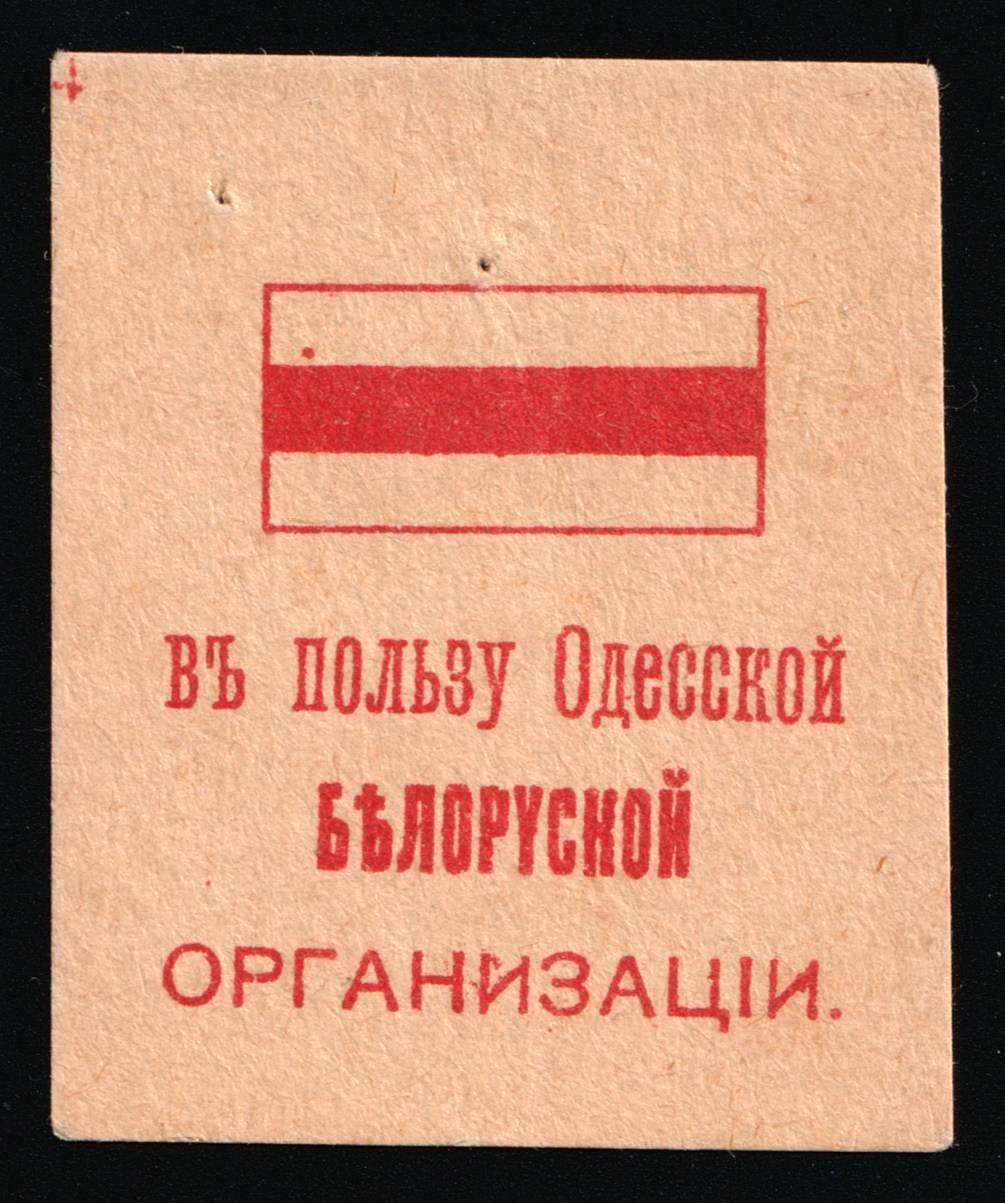 въ пользу Одесской
БѢЛОРУСКОЙ
ОРГАНИЗАЦІИ.